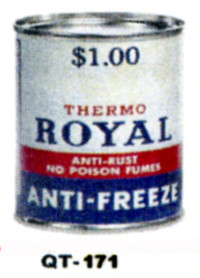 $1.00
THERMO
ROYAL
ANTI-RUST
NO POISON FUMES
ANTI-FREEZE
QT-171